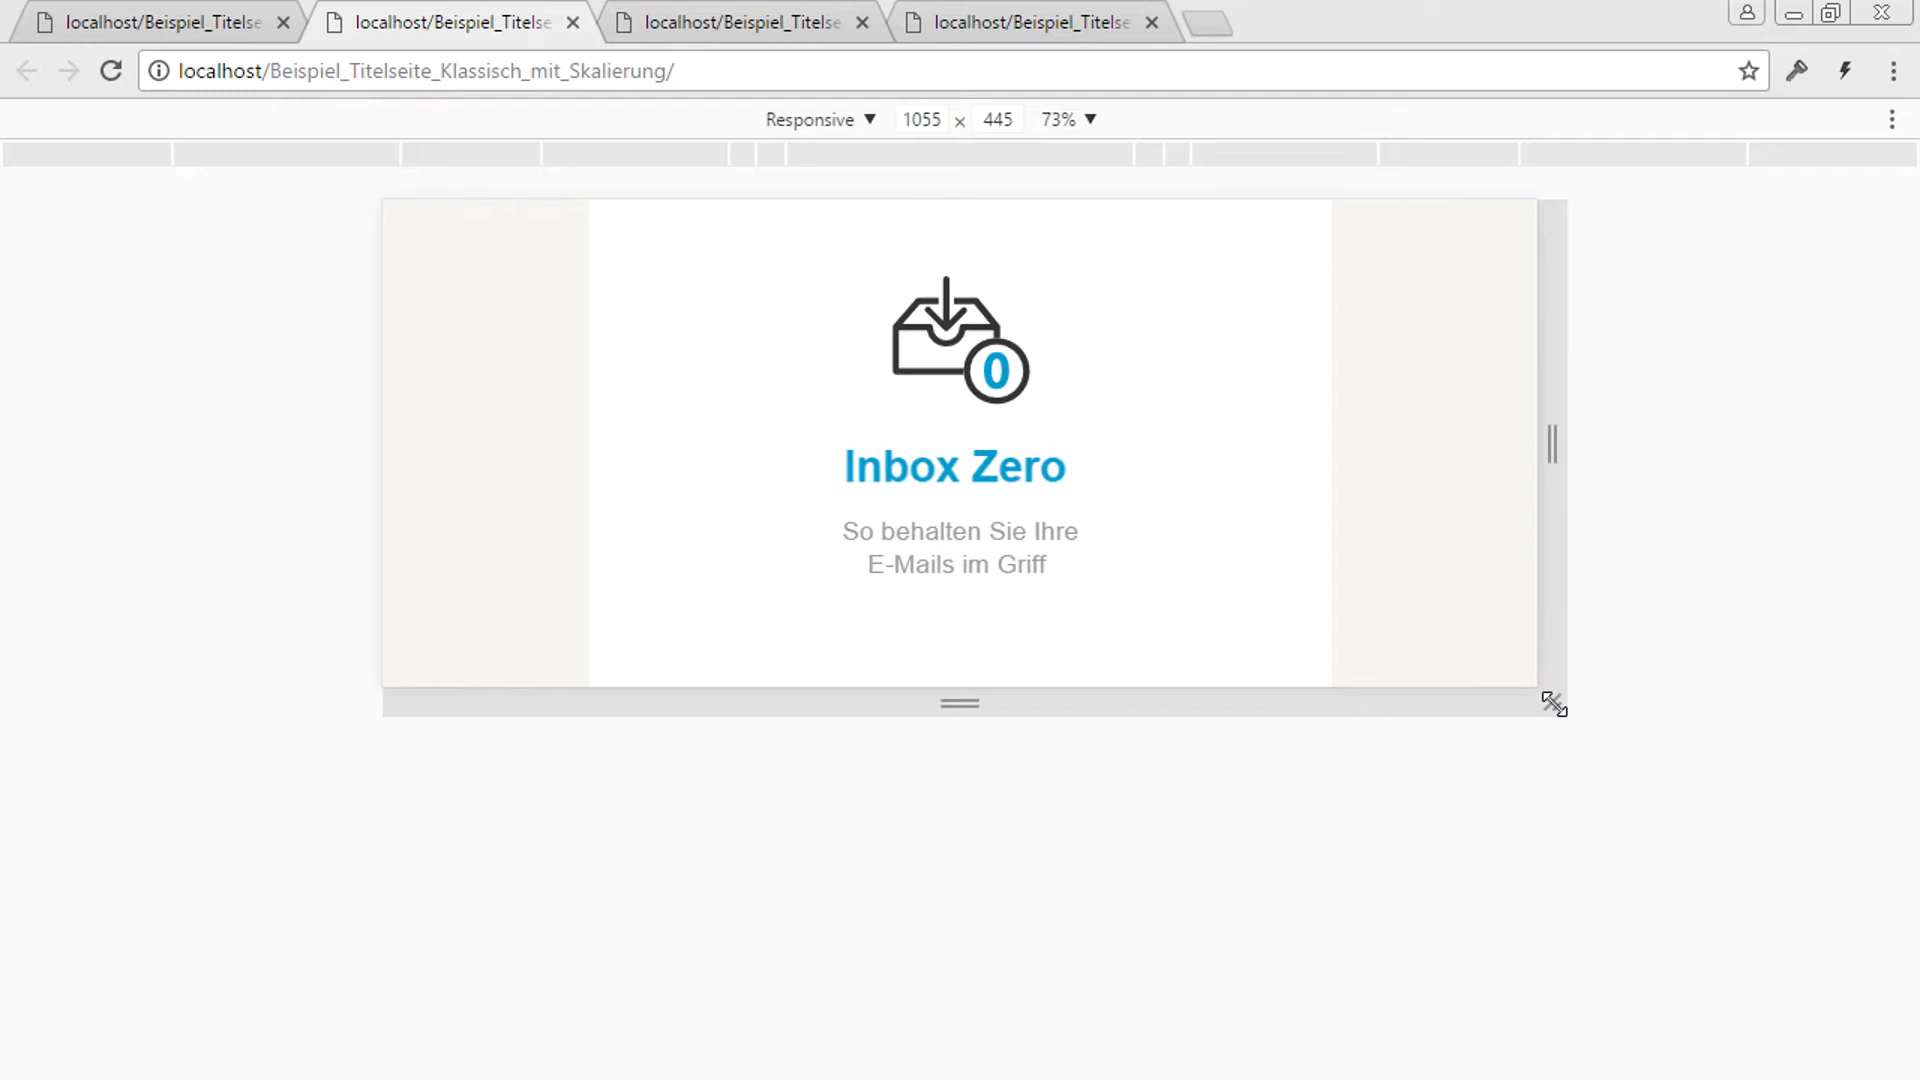 localhost/Beispiel_Titelse
localhost/Beispiel_Titelse
localhost/Beispiel_Titelse
localhost/Beispiel_Titelse
localhost/Beispiel_Titelseite_Klassisch_mit_Skalierung/
Responsive ▼ 1055 x 445 73% ▼
0
Inbox Zero
So behalten Sie Ihre
E-Mails im Griff